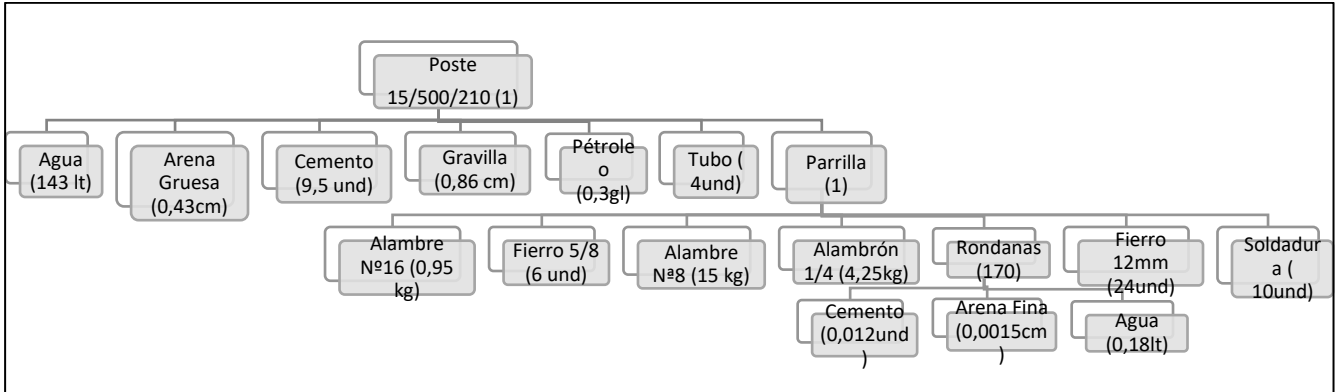 Poste
15/500/210 (1)
Agua
(143 lt)
Arena
Gruesa
(0,43cm)
Cemento
(9,5 und)
Gravilla
(0,86 cm)
Pétrole
o
(0,3gl)
Tubo (
4und)
Parrilla
(1)
Alambre
Nº16 (0,95
kg)
Fierro 5/8
(6 und)
Alambre
Nª8 (15 kg)
Alambrón
1/4 (4,25kg)
Rondanas
(170)
Fierro
12mm
(24und)
Soldadur
a (
10und)
Cemento
(0,012und
)
Arena Fina
(0,0015cm
)
Agua
(0,18lt)